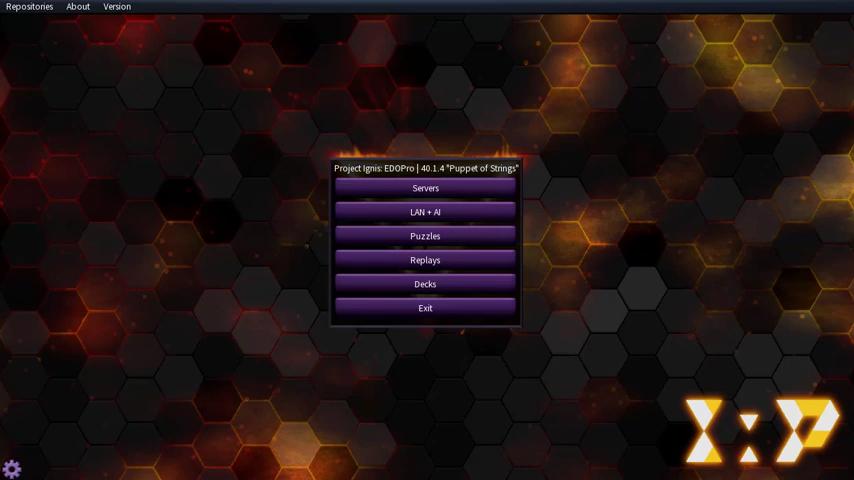 Repositories About Version
Project Ignis: EDOPro | 40.1.4 "Puppet of Strings"
Servers
LAN + AI
Puzzles
Replays
Decks
Exit
I:P